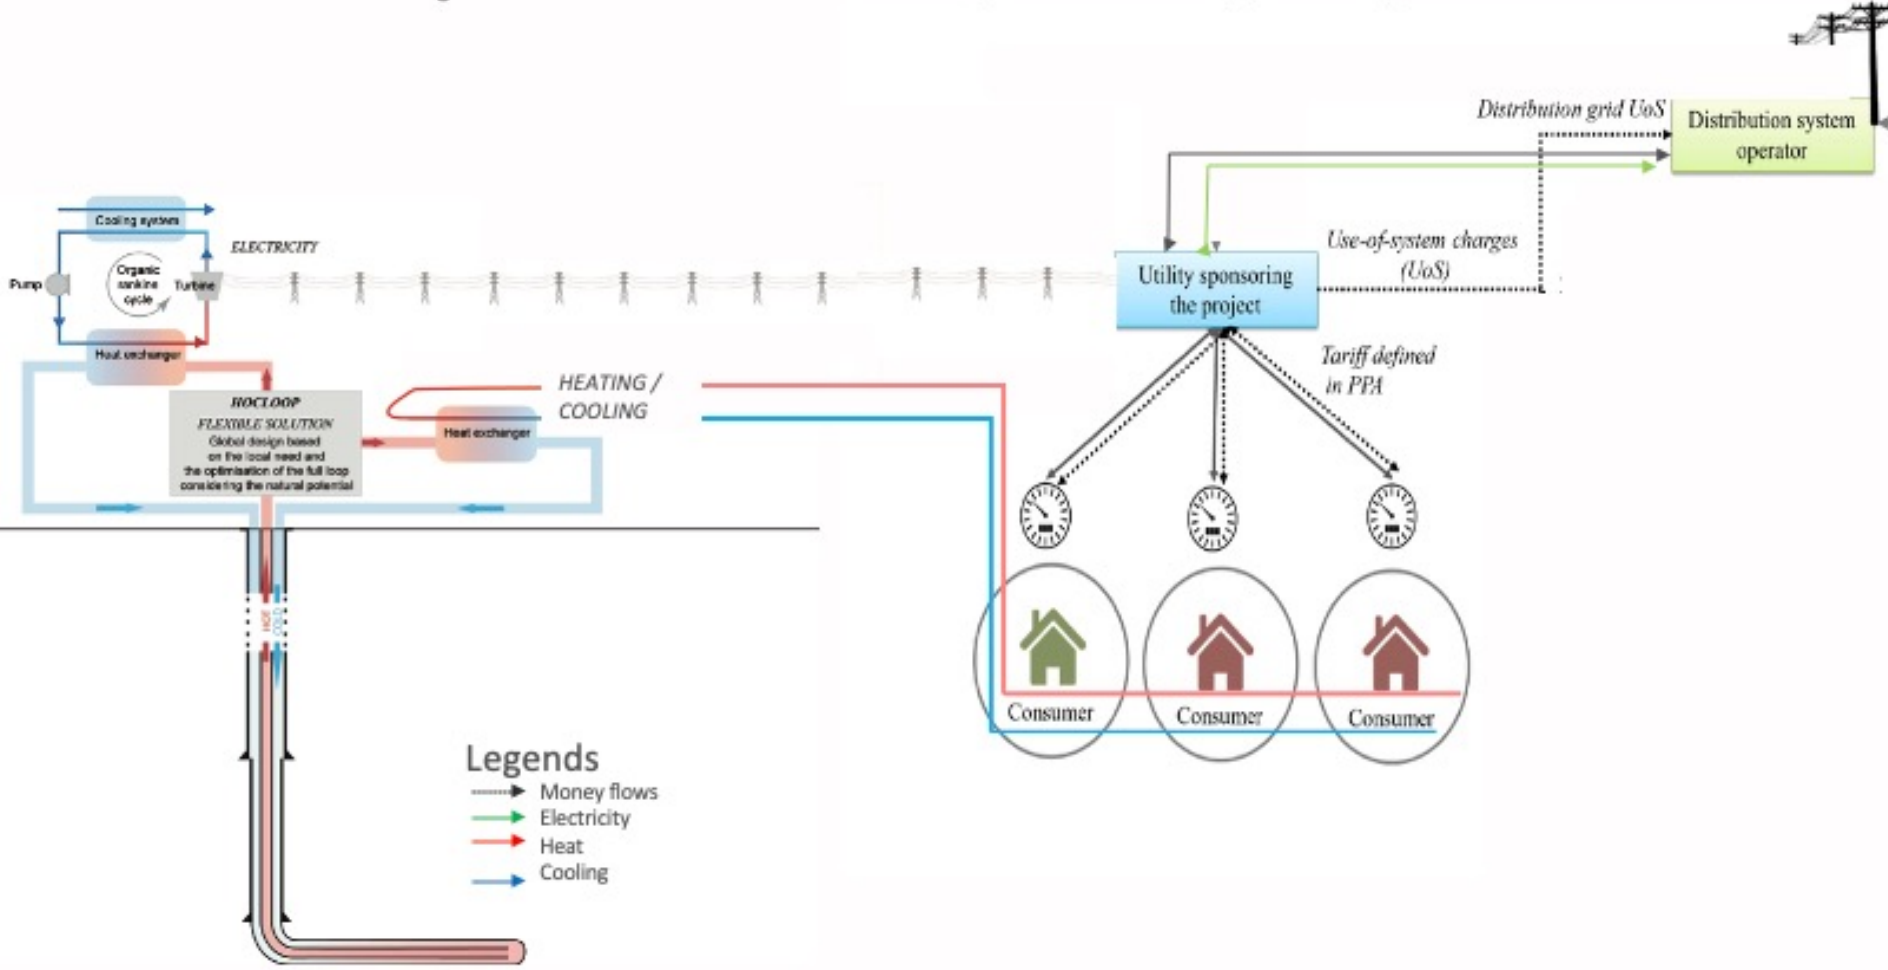 Distribution grid UoS
Distribution system
operator
Cooling system
ELECTRICITY
Use-of-system charges
(UoS)
Organic
rankine
cycle
Pump
Turbine
Utility sponsoring
the project
Heat exchanger
Tariff defined
in PPA
HEATING /
COOLING
HOCLOOP
FLEXIBLE SOLUTION
Global design based
on the local need and
the optimisation of the full loop
considering the natural potential
Heat exchanger
HOT
COLD
Consumer
Consumer
Consumer
Legends
Money flows
Electricity
Heat
Cooling